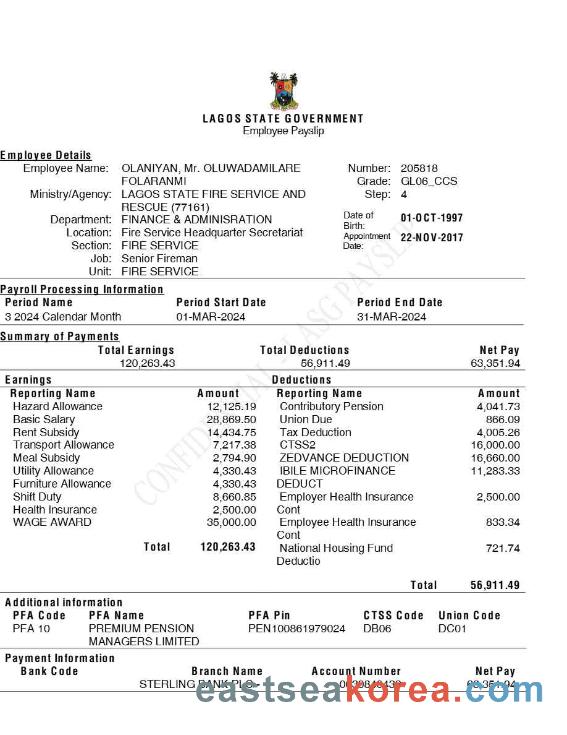 LAGOS STATE GOVERNMENT
Employee Payslip
Employee Details
Employee Name: OLANIYAN, Mr. OLUWADAMILARE Number: 205818
FOLARANMI Grade: GL06_CCS
Ministry/Agency: LAGOS STATE FIRE SERVICE AND Step: 4
RESCUE (77161)
Department: FINANCE & ADMINISRATION Date of Birth: 01-OCT-1997
Location: Fire Service Headquarter Secretariat Appointment Date: 22-NOV-2017
Section: FIRE SERVICE
Job: Senior Fireman
Unit: FIRE SERVICE
Payroll Processing Information
Period Name Period Start Date Period End Date
3 2024 Calendar Month 01-MAR-2024 31-MAR-2024
Summary of Payments
Total Earnings Total Deductions Net Pay
120,263.43 56,911.49 63,351.94
Earnings Deductions
Reporting Name Amount Reporting Name Amount
Hazard Allowance 12,125.19 Contributory Pension 4,041.73
Basic Salary 28,869.50 Union Due 866.09
Rent Subsidy 14,434.75 Tax Deduction 4,005.26
Transport Allowance 7,217.38 CTSS2 16,000.00
Meal Subsidy 2,794.90 ZEDVANCE DEDUCTION 16,660.00
Utility Allowance 4,330.43 IBILE MICROFINANCE 11,283.33
Furniture Allowance 4,330.43 DEDUCT
Shift Duty 8,660.85 Employer Health Insurance 2,500.00
Health Insurance 2,500.00 Cont
WAGE AWARD 35,000.00 Employee Health Insurance 833.34
Cont
Total 120,263.43 National Housing Fund 721.74
Deductio
Total 56,911.49
Additional information
PFA Code PFA Name PFA Pin CTSS Code Union Code
PFA 10 PREMIUM PENSION PEN100861979024 DB06 DC01
MANAGERS LIMITED
Payment Information
Bank Code Branch Name Account Number Net Pay
STERLING BANK PLC - 63,351.94
eastseakorea.com